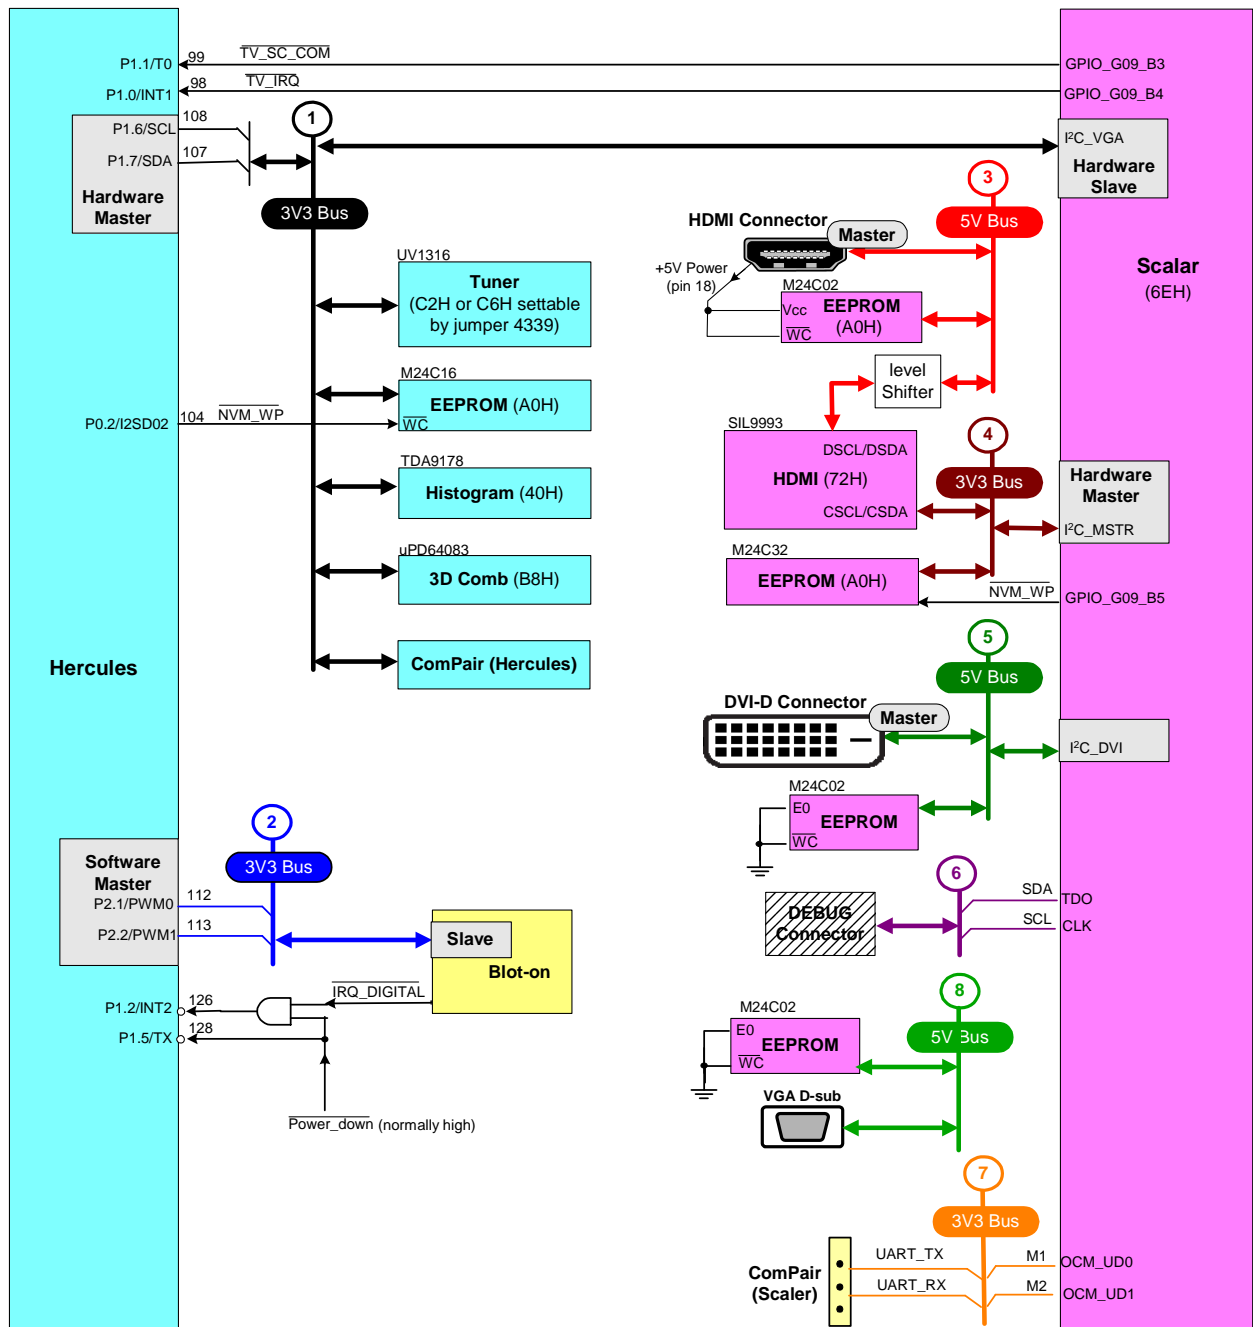 P1.1/T0
99
TV_SC_COM
GPIO_G09_B3
P1.0/INT1
98
TV_IRQ
GPIO_G09_B4
P1.6/SCL
108
P1.7/SDA
107
Hardware
Master
1
3V3 Bus
I²C_VGA
Hardware
Slave
3
5V Bus
HDMI Connector
Master
+5V Power
(pin 18)
M24C02
Vcc
EEPROM
(A0H)
WC
Scalar
(6EH)
UV1316
Tuner
(C2H or C6H settable
by jumper 4339)
level
Shifter
M24C16
EEPROM (A0H)
WC
P0.2/I2SD02
104
NVM_WP
SIL9993
DSCL/DSDA
HDMI (72H)
CSCL/CSDA
4
3V3 Bus
Hardware
Master
I²C_MSTR
TDA9178
Histogram (40H)
uPD64083
3D Comb (B8H)
M24C32
EEPROM (A0H)
NVM_WP
GPIO_G09_B5
Hercules
ComPair (Hercules)
5
5V Bus
DVI-D Connector
Master
I²C_DVI
M24C02
E0
EEPROM
WC
2
3V3 Bus
Software
Master
P2.1/PWM0
112
P2.2/PWM1
113
Slave
Blot-on
6
DEBUG
Connector
SDA
TDO
SCL
CLK
P1.2/INT2
126
IRQ_DIGITAL
P1.5/TX
128
Power_down (normally high)
8
5V Bus
M24C02
E0
EEPROM
WC
VGA D-sub
7
3V3 Bus
ComPair
(Scaler)
UART_TX
M1
OCM_UD0
UART_RX
M2
OCM_UD1